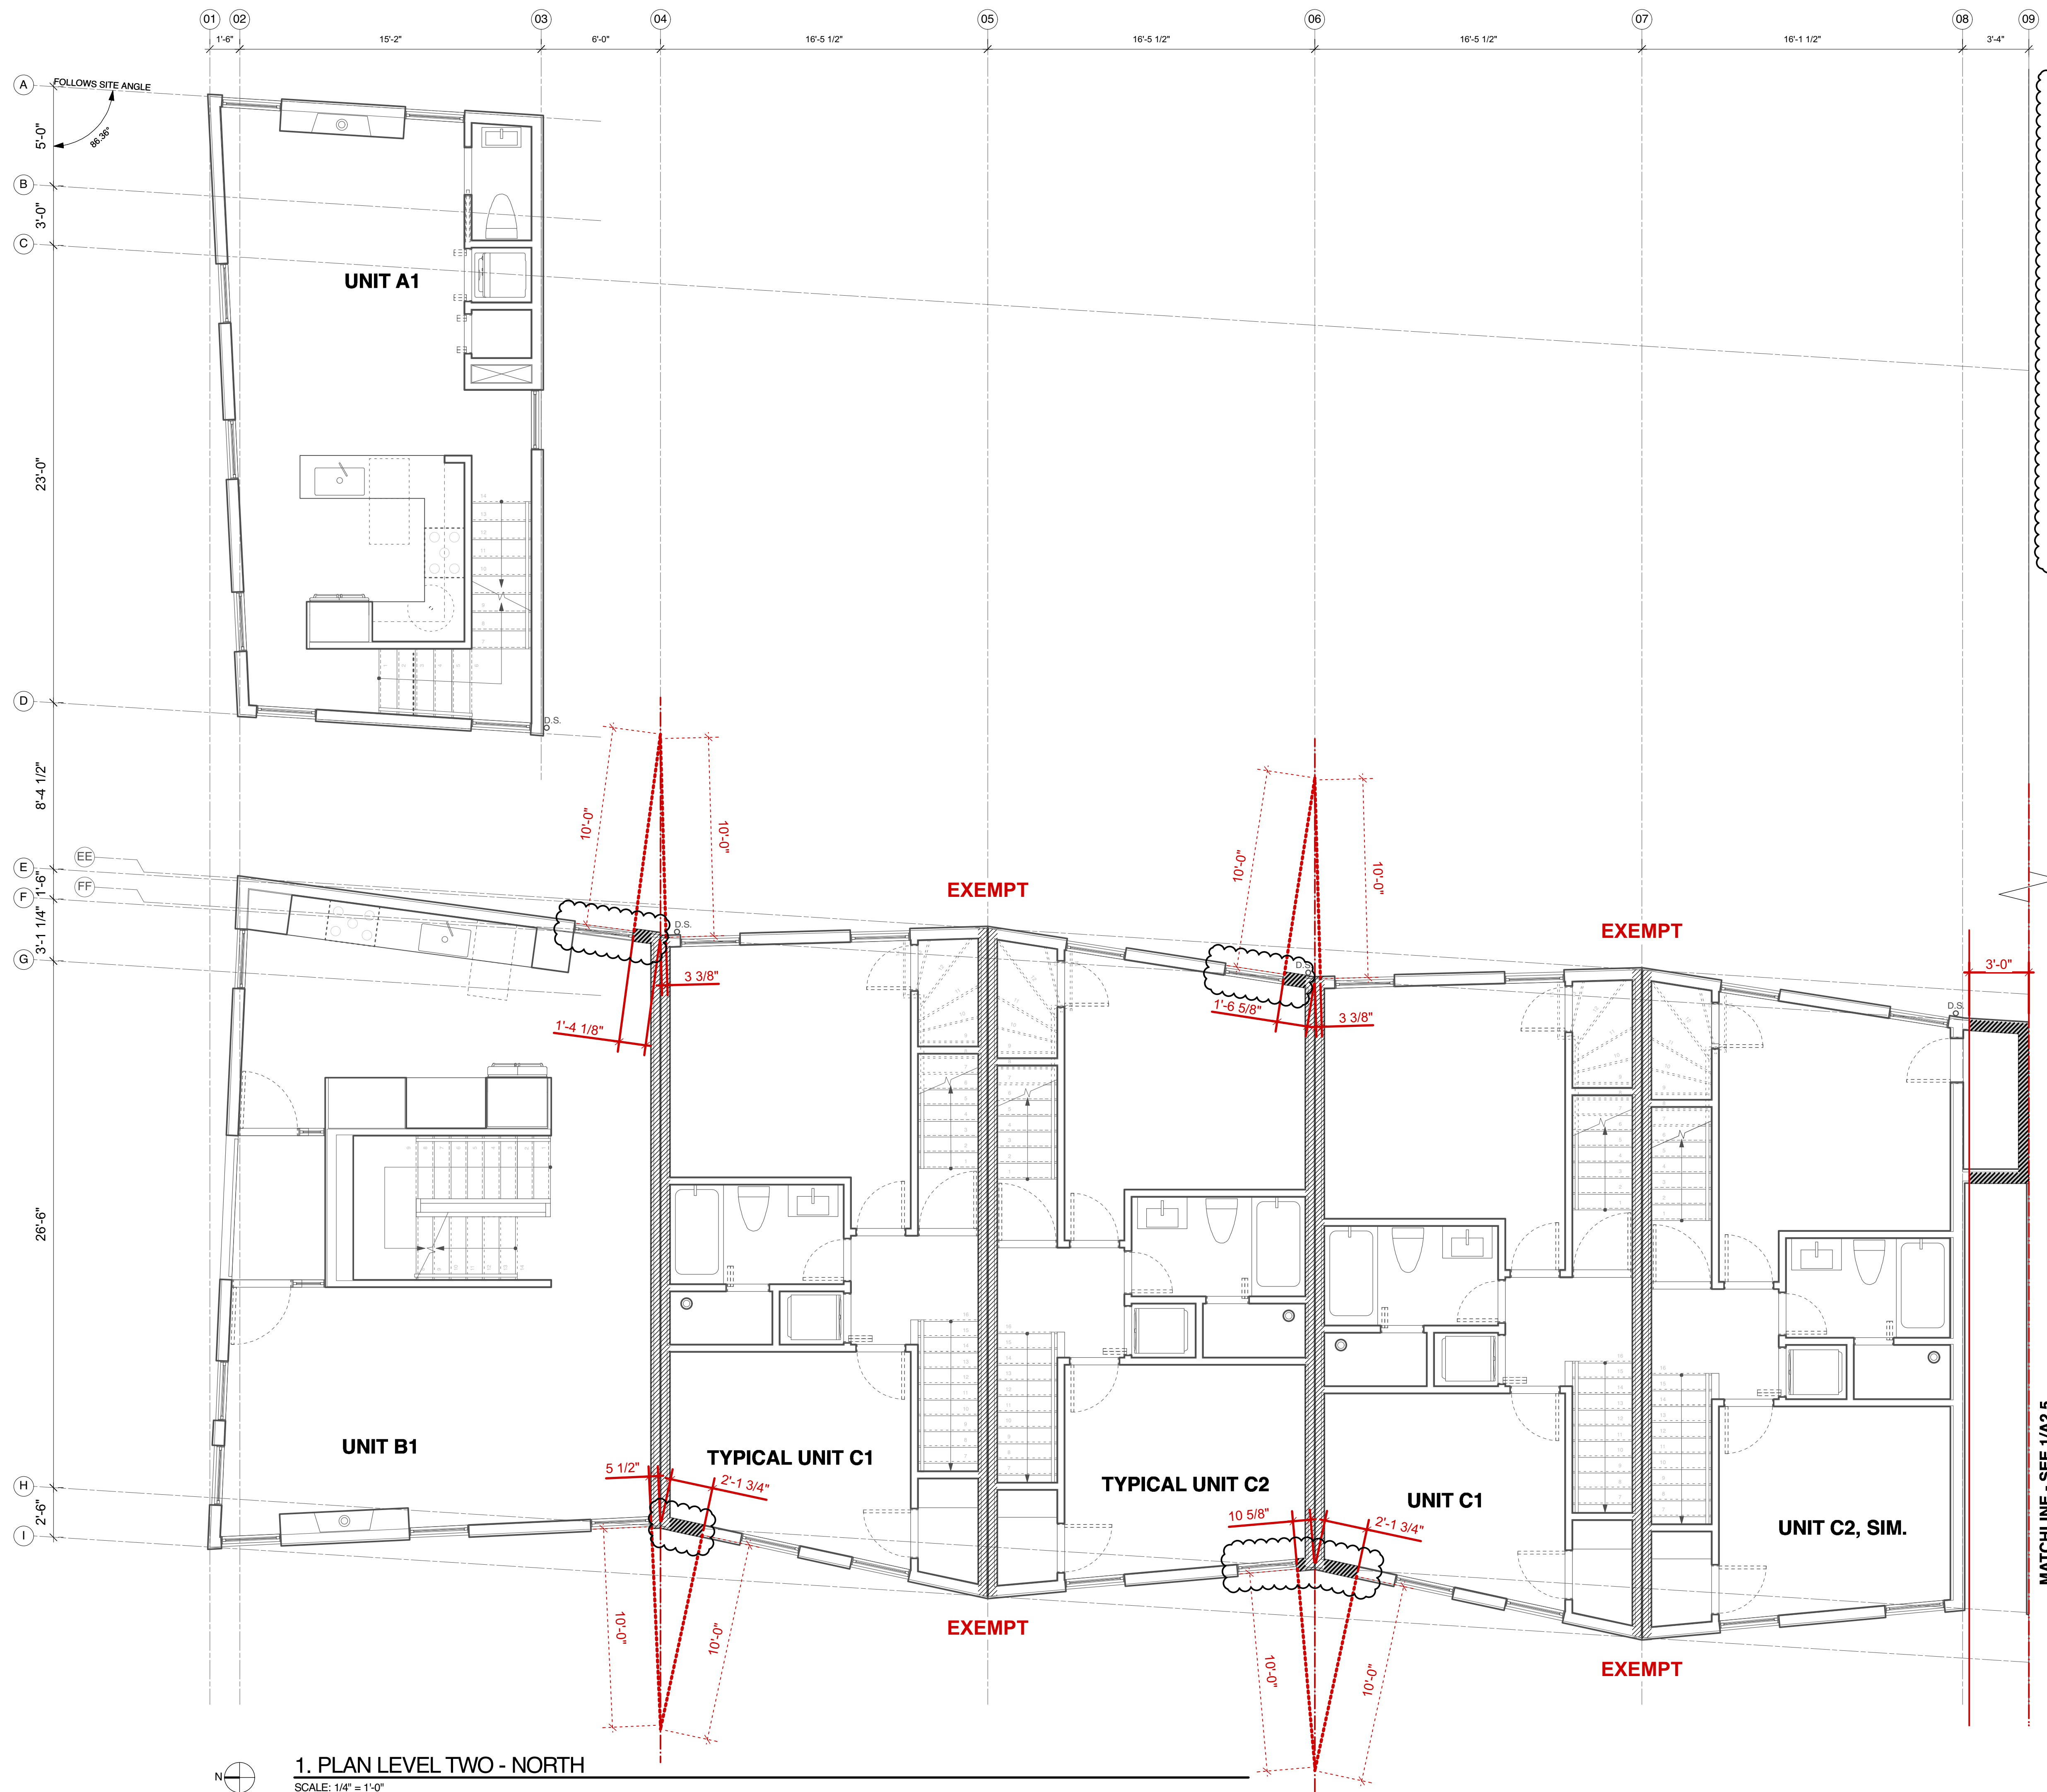 01 02 03 04 05 06 07 08 09
1'-6" 15'-2" 6'-0" 16'-5 1/2" 16'-5 1/2" 16'-5 1/2" 16'-1 1/2" 3'-4"
A
FOLLOWS SITE ANGLE
86.36°
5'-0"
B
3'-0"
C
UNIT A1
23'-0"
D
D.S.
8'-4 1/2"
10'-0"
10'-0"
10'-0"
10'-0"
EE
E
1'-6"
FF
F
3'-1 1/4"
G
EXEMPT
EXEMPT
D.S.
D.S.
D.S.
3'-0"
3 3/8"
1'-4 1/8"
1'-6 5/8"
3 3/8"
26'-6"
UNIT B1
TYPICAL UNIT C1
TYPICAL UNIT C2
UNIT C1
UNIT C2, SIM.
MATCHLINE - SEE 1/A2.5
H
2'-6"
I
5 1/2"
2'-1 3/4"
10 5/8"
2'-1 3/4"
10'-0"
10'-0"
10'-0"
10'-0"
EXEMPT
EXEMPT
N
1. PLAN LEVEL TWO - NORTH
SCALE: 1/4" = 1'-0"